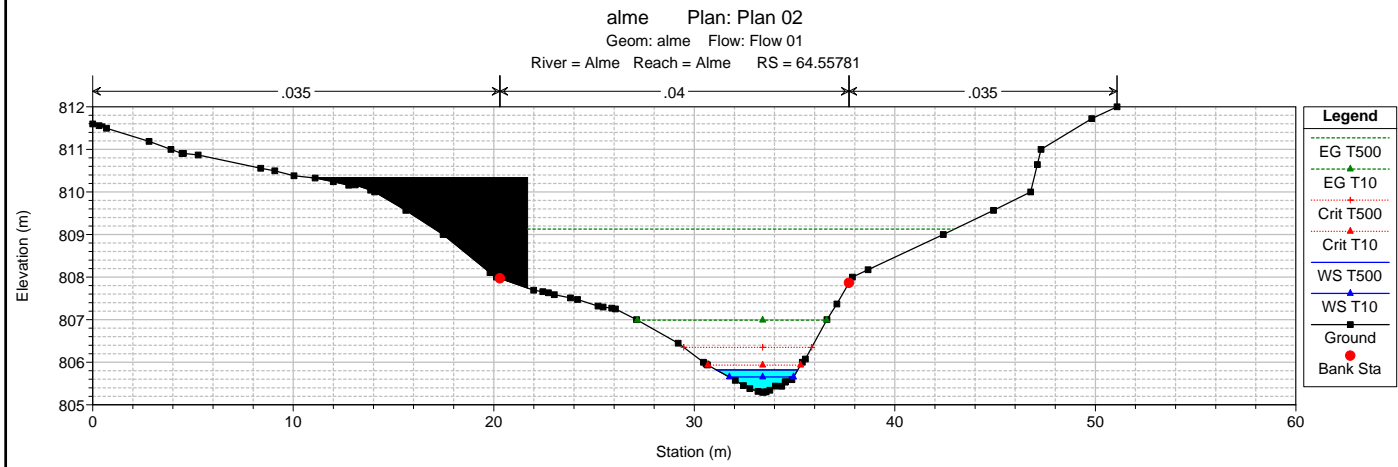 alme Plan: Plan 02
Geom: alme Flow: Flow 01
River = Alme Reach = Alme RS = 64.55781
.035
.04
.035
812
811
810
809
808
807
806
805
Elevation (m)
0 10 20 30 40 50 60
Station (m)
Legend
EG T500
EG T10
Crit T500
Crit T10
WS T500
WS T10
Ground
Bank Sta